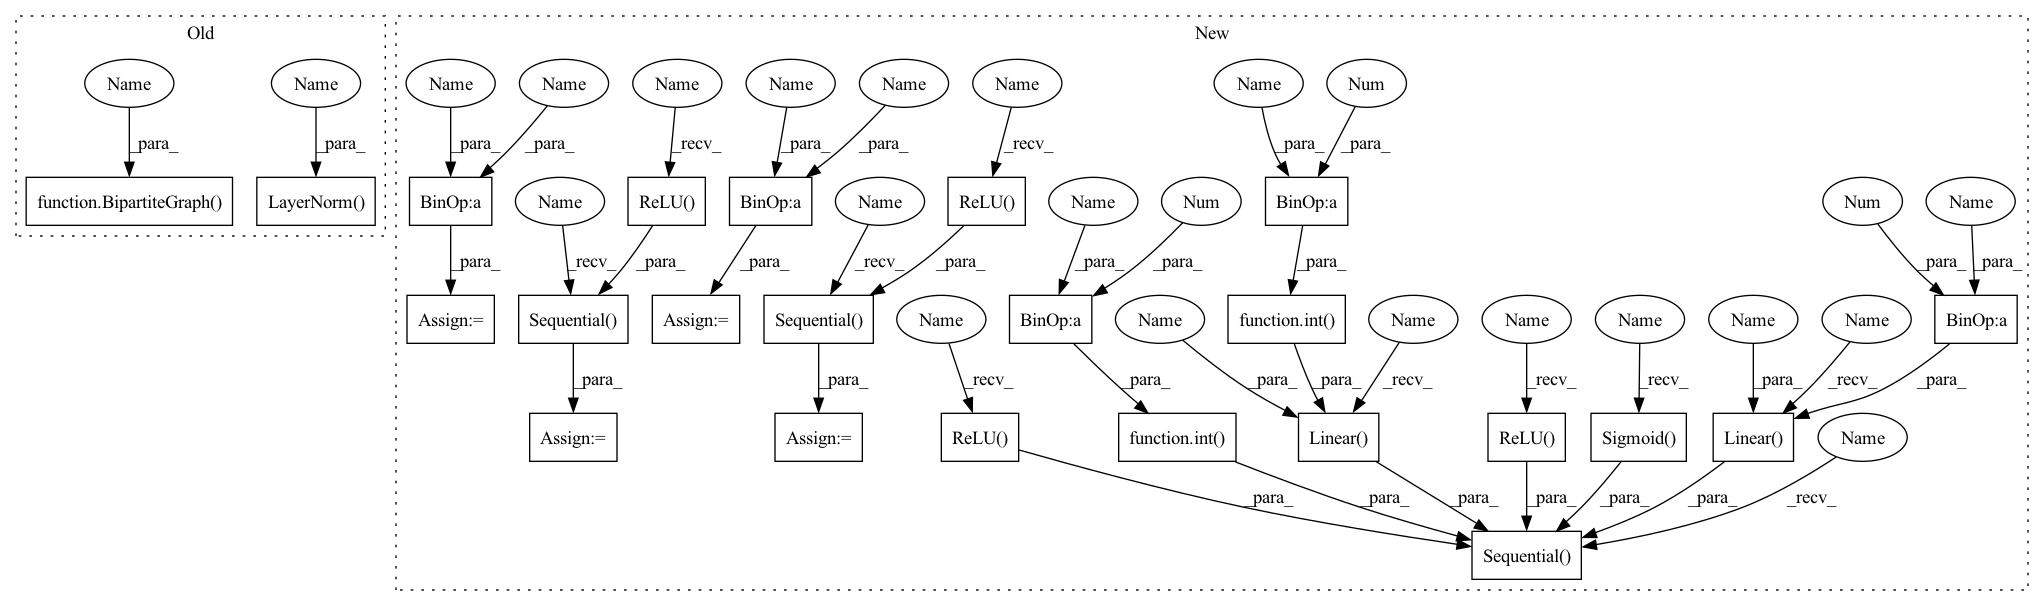 Old
New
Name
Name
Name
Name
Name
Name
Name
Name
Name
Num
_para_
_para_
_para_
_para_
_recv_
_para_
_para_
_recv_
_para_
_para_
function.BipartiteGraph()
LayerNorm()
BinOp:a
Name
ReLU()
BinOp:a
Name
ReLU()
Name
Num
BinOp:a
Num
Name
_para_
_recv_
_para_
_para_
_recv_
_para_
_para_
_para_
_para_
_para_
_para_
Assign:=
Sequential()
Assign:=
Sequential()
Name
BinOp:a
Name
function.int()
Name
Name
Name
Name
Name
BinOp:a
_para_
_para_
_recv_
_para_
_para_
_para_
_recv_
_recv_
_recv_
_para_
_recv_
_para_
Assign:=
Assign:=
ReLU()
function.int()
Linear()
ReLU()
Sigmoid()
Linear()
Name
_para_
_para_
_para_
_para_
_para_
_para_
_recv_
Sequential()